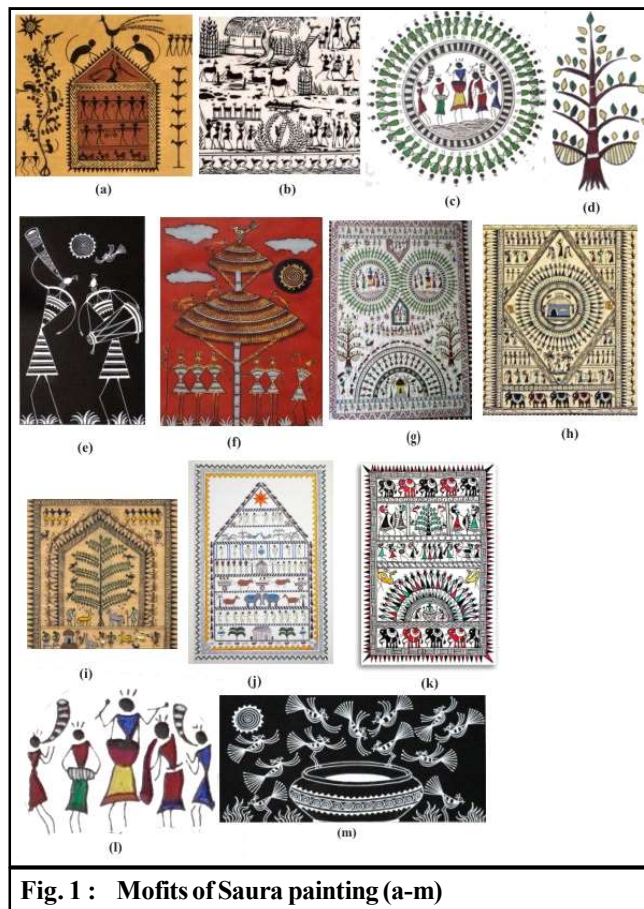 (a)
(b)
(c)
(d)
(e)
(f)
(g)
(h)
(i)
(j)
(k)
(l)
(m)
Fig. 1 : Mofits of Saura painting (a-m)